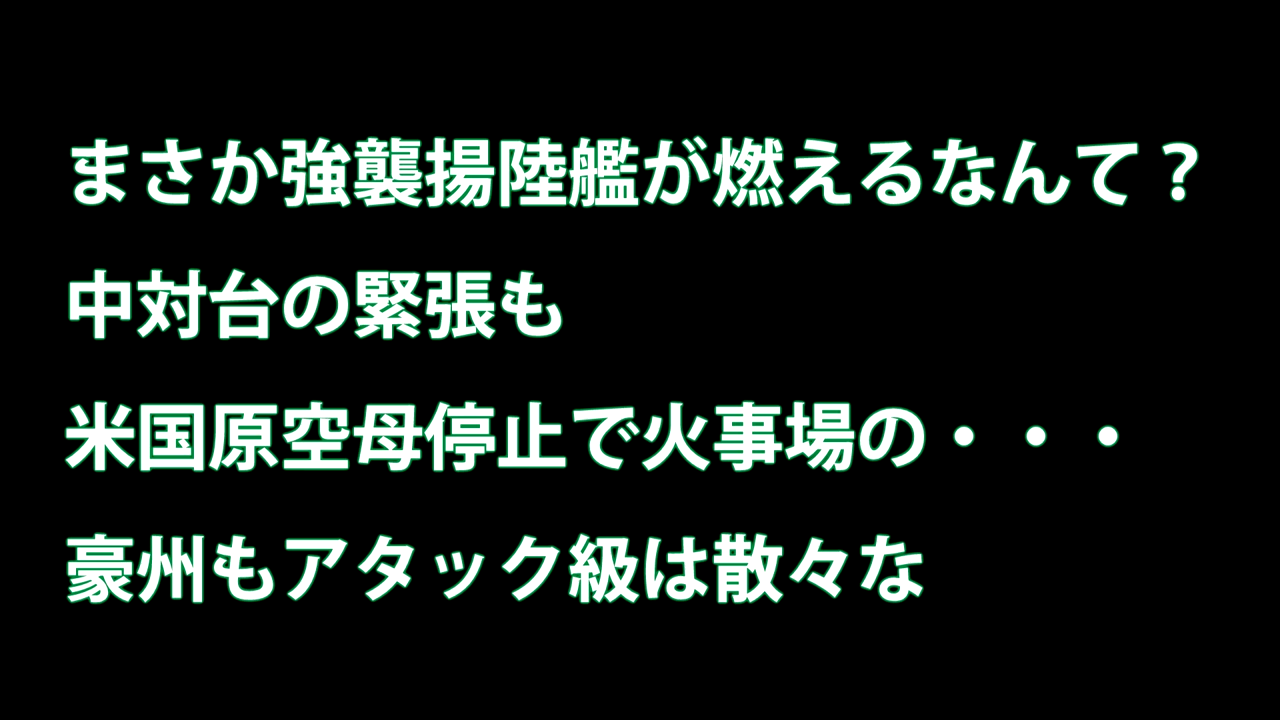 まさか強襲揚陸艦が燃えるなんて？
中対台の緊張も
米国原空母停止で火事場の・・・
豪州もアタック級は散々な